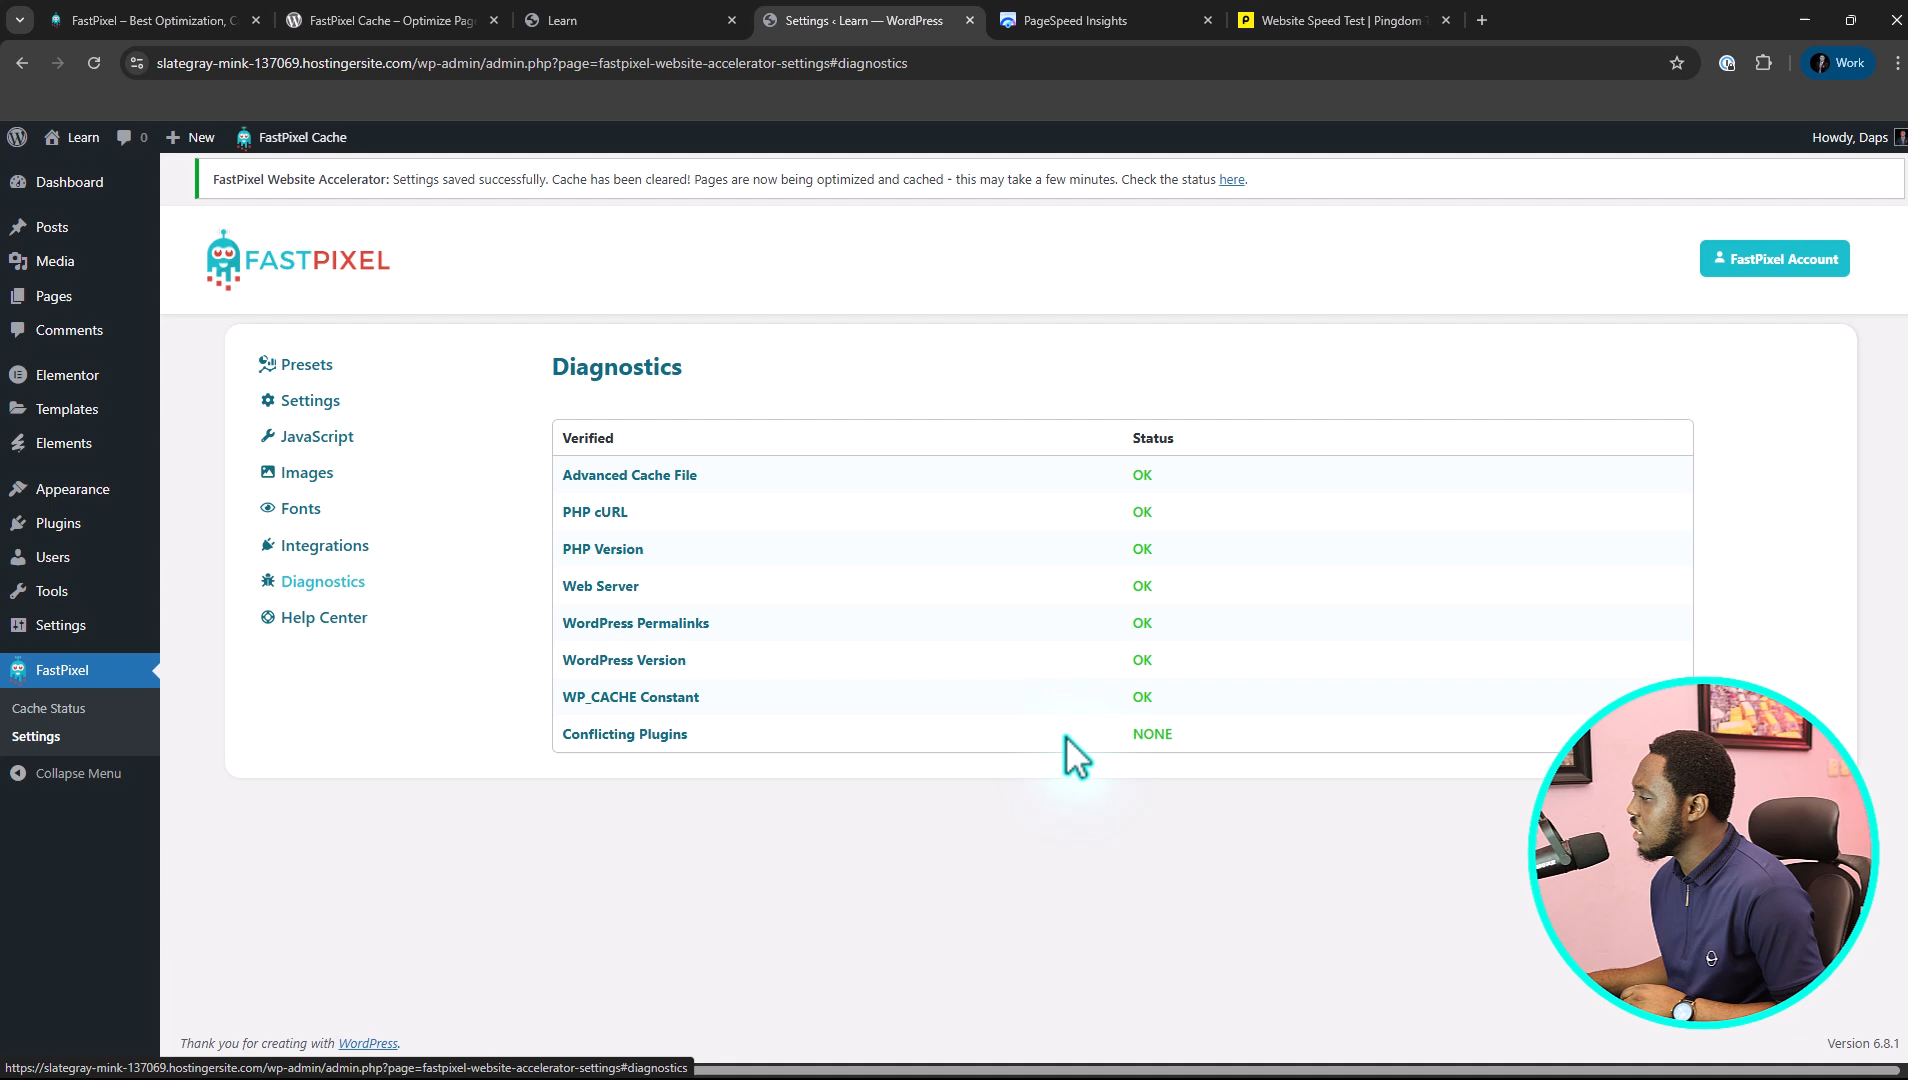 FastPixel – Best Optimization, C
FastPixel Cache – Optimize Page
Learn
Settings ‹ Learn — WordPress
PageSpeed Insights
Website Speed Test | Pingdom
slategray-mink-137069.hostingersite.com/wp-admin/admin.php?page=fastpixel-website-accelerator-settings#diagnostics
Work
Learn
0
New
FastPixel Cache
Howdy, Daps
Dashboard
Posts
Media
Pages
Comments
Elementor
Templates
Elements
Appearance
Plugins
Users
Tools
Settings
FastPixel
Cache Status
Settings
Collapse Menu
FastPixel Website Accelerator: Settings saved successfully. Cache has been cleared! Pages are now being optimized and cached - this may take a few minutes. Check the status here.
FASTPIXEL
FastPixel Account
Presets
Settings
JavaScript
Images
Fonts
Integrations
Diagnostics
Help Center
Diagnostics
Verified Status
Advanced Cache File OK
PHP cURL OK
PHP Version OK
Web Server OK
WordPress Permalinks OK
WordPress Version OK
WP_CACHE Constant OK
Conflicting Plugins NONE
Thank you for creating with WordPress.
Version 6.8.1
https://slategray-mink-137069.hostingersite.com/wp-admin/admin.php?page=fastpixel-website-accelerator-settings#diagnostics